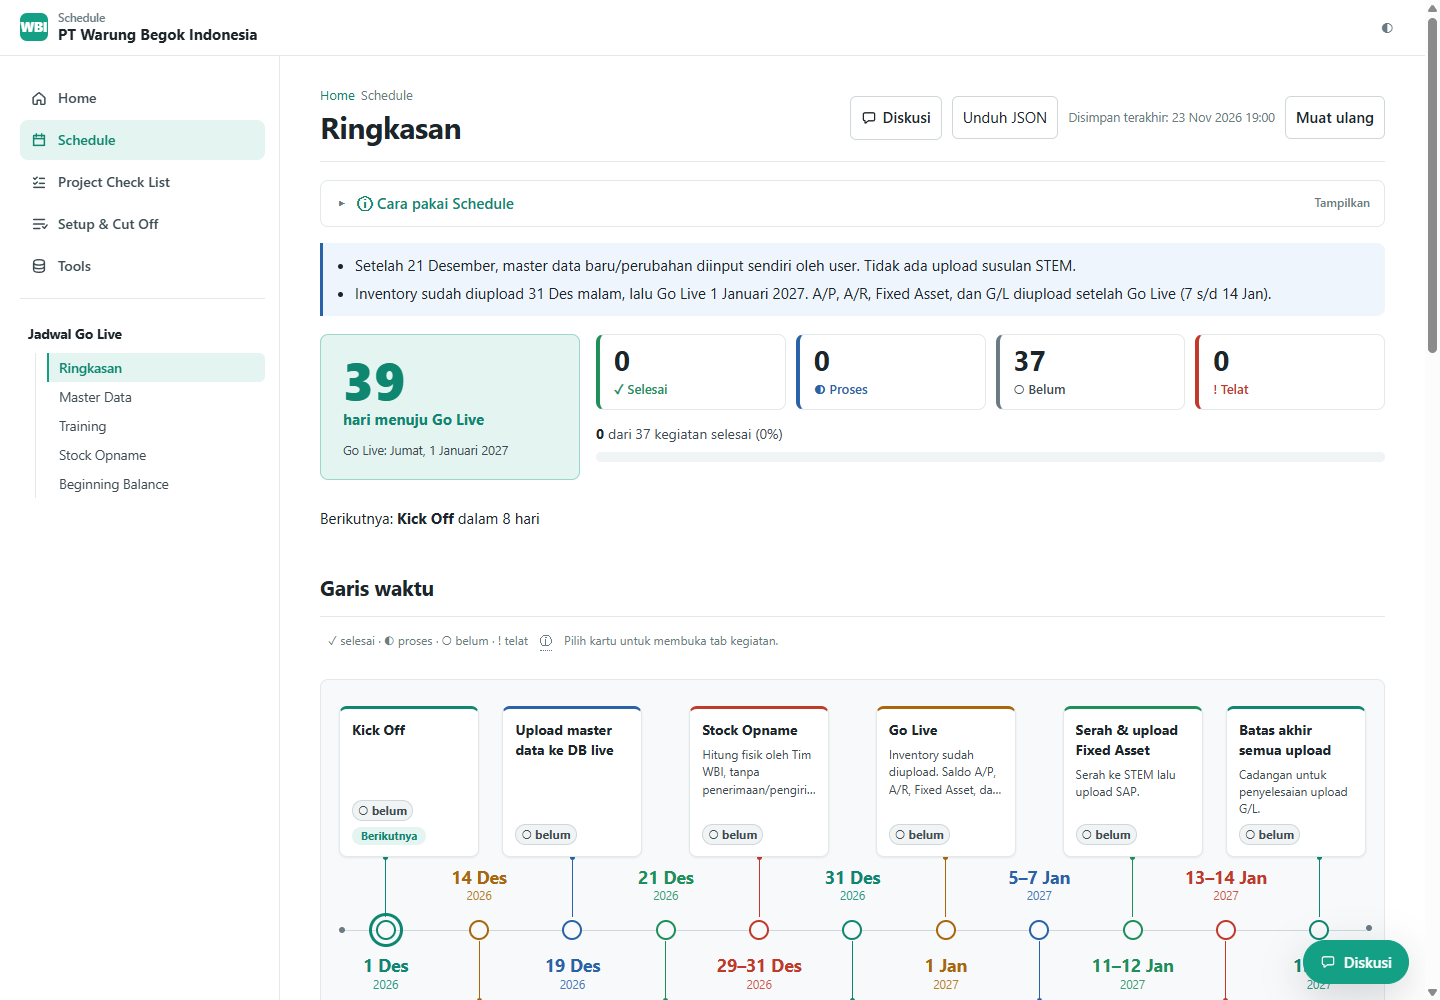 WBI
Schedule
PT Warung Begok Indonesia
Home
Schedule
Project Check List
Setup & Cut Off
Tools
Jadwal Go Live
Ringkasan
Master Data
Training
Stock Opname
Beginning Balance
Home Schedule
Ringkasan
Diskusi
Unduh JSON
Disimpan terakhir: 23 Nov 2026 19:00
Muat ulang
Cara pakai Schedule
Tampilkan
Setelah 21 Desember, master data baru/perubahan diinput sendiri oleh user. Tidak ada upload susulan STEM.
Inventory sudah diupload 31 Des malam, lalu Go Live 1 Januari 2027. A/P, A/R, Fixed Asset, dan G/L diupload setelah Go Live (7 s/d 14 Jan).
39
hari menuju Go Live
Go Live: Jumat, 1 Januari 2027
0
✓ Selesai
0
◐ Proses
37
○ Belum
0
! Telat
0 dari 37 kegiatan selesai (0%)
Berikutnya: Kick Off dalam 8 hari
Garis waktu
✓ selesai · ◐ proses · ○ belum · ! telat ⓘ Pilih kartu untuk membuka tab kegiatan.
Kick Off
○ belum
Berikutnya
Upload master
data ke DB live
○ belum
Stock Opname
Hitung fisik oleh Tim
WBI, tanpa
penerimaan/pengiri...
○ belum
Go Live
Inventory sudah
diupload. Saldo A/P,
A/R, Fixed Asset, da...
○ belum
Serah & upload
Fixed Asset
Serah ke STEM lalu
upload SAP.
○ belum
Batas akhir
semua upload
Cadangan untuk
penyelesaian upload
G/L.
○ belum
14 Des
2026
21 Des
2026
31 Des
2026
5–7 Jan
2027
13–14 Jan
2027
1 Des
2026
19 Des
2026
29–31 Des
2026
1 Jan
2027
11–12 Jan
2027
2027
Diskusi